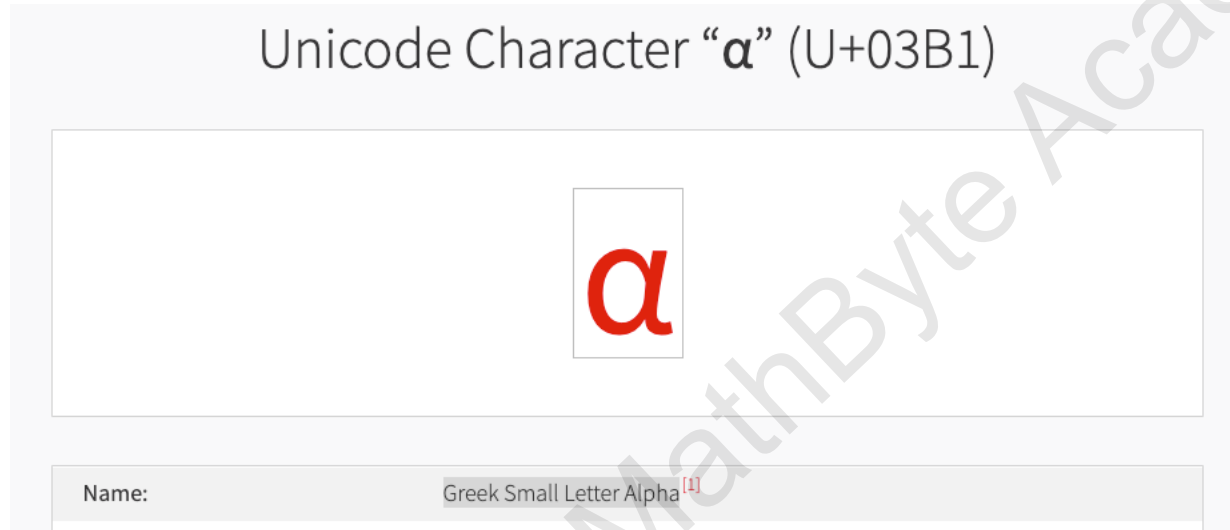 Unicode Character “α” (U+03B1)
α
Name: Greek Small Letter Alpha[1]
MathByte Aca